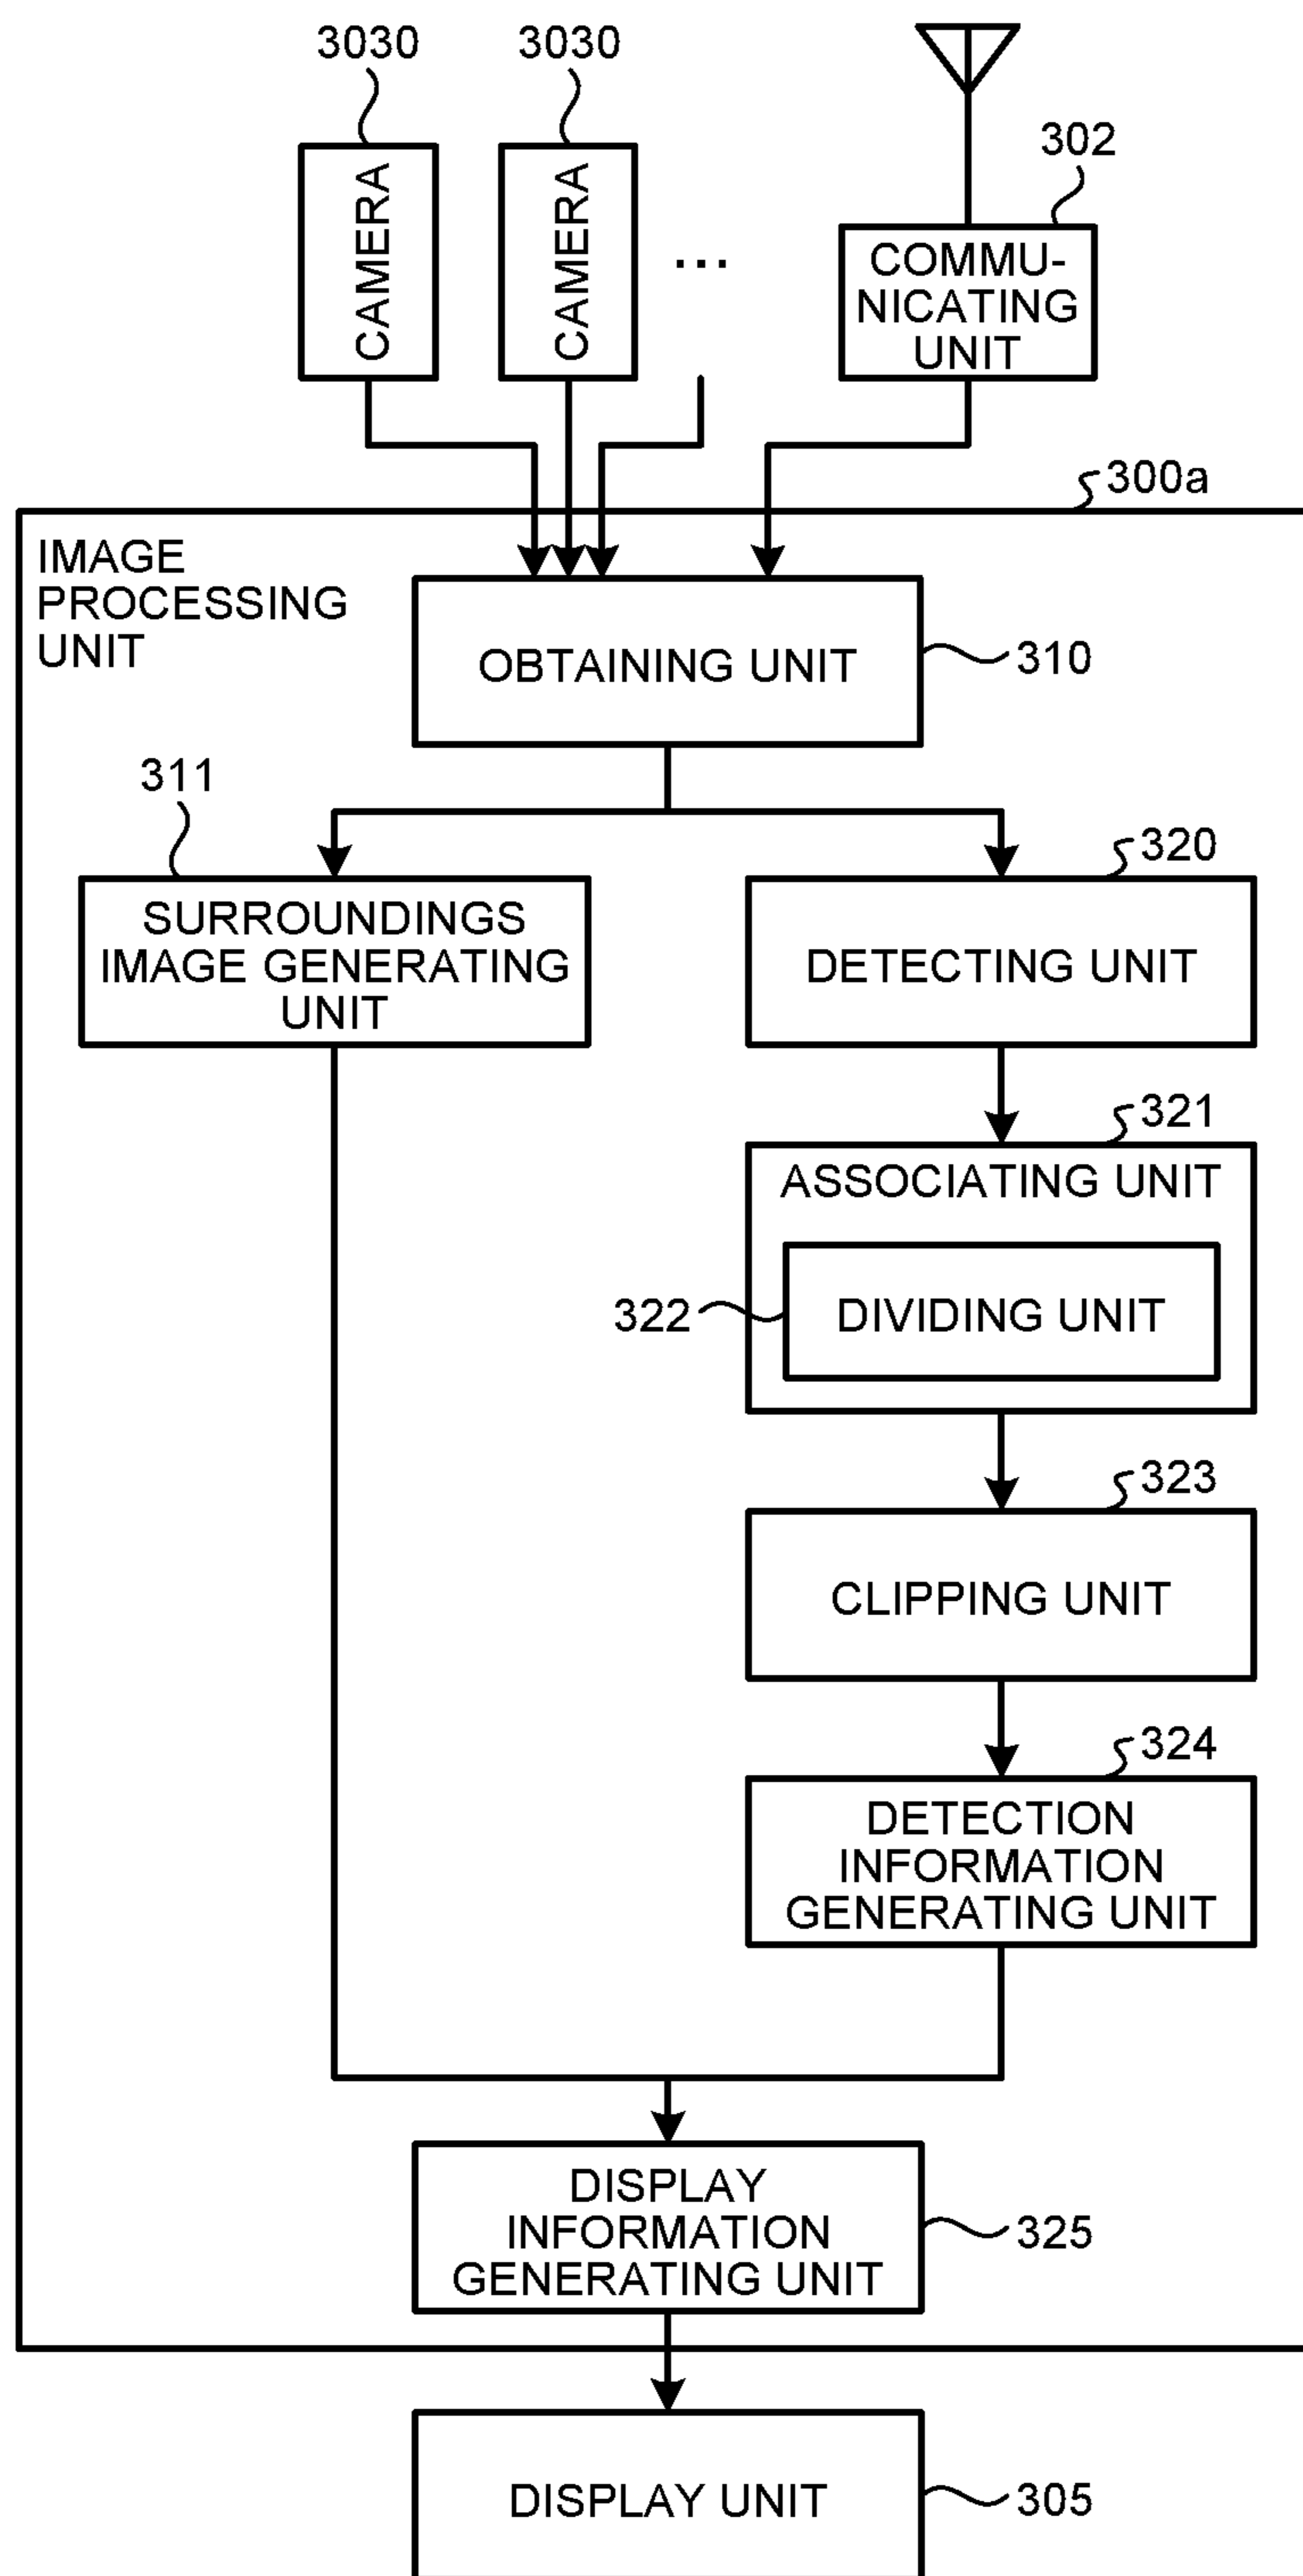 3030
3030
302
CAMERA
CAMERA
...
COMMU-
NICATING
UNIT
300a
IMAGE
PROCESSING
UNIT
OBTAINING UNIT
310
311
320
SURROUNDINGS
IMAGE GENERATING
UNIT
DETECTING UNIT
321
ASSOCIATING UNIT
322
DIVIDING UNIT
323
CLIPPING UNIT
324
DETECTION
INFORMATION
GENERATING UNIT
DISPLAY
INFORMATION
GENERATING UNIT
325
DISPLAY UNIT
305